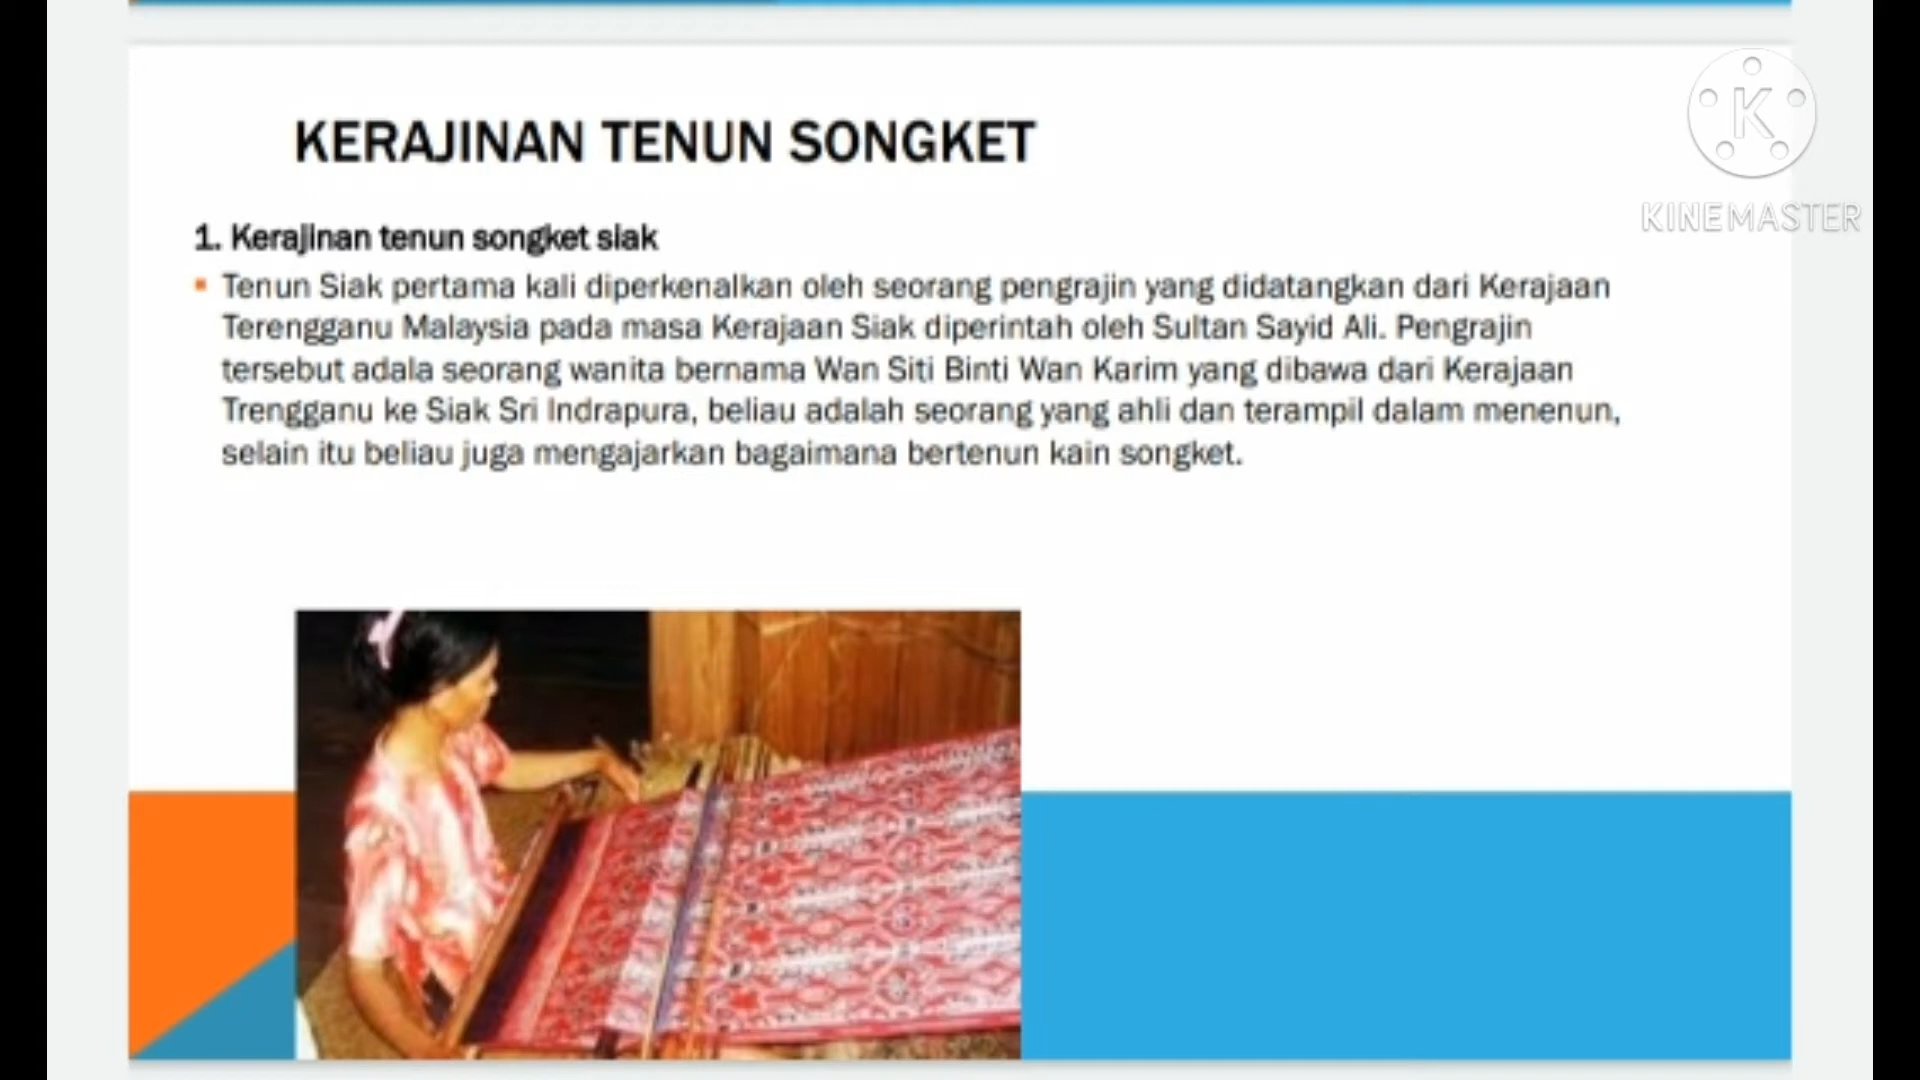 KERAJINAN TENUN SONGKET
K
KINEMASTER
1. Kerajinan tenun songket siak
Tenun Siak pertama kali diperkenalkan oleh seorang pengrajin yang didatangkan dari Kerajaan
Terengganu Malaysia pada masa Kerajaan Siak diperintah oleh Sultan Sayid Ali. Pengrajin
tersebut adala seorang wanita bernama Wan Siti Binti Wan Karim yang dibawa dari Kerajaan
Trengganu ke Siak Sri Indrapura, beliau adalah seorang yang ahli dan terampil dalam menenun,
selain itu beliau juga mengajarkan bagaimana bertenun kain songket.